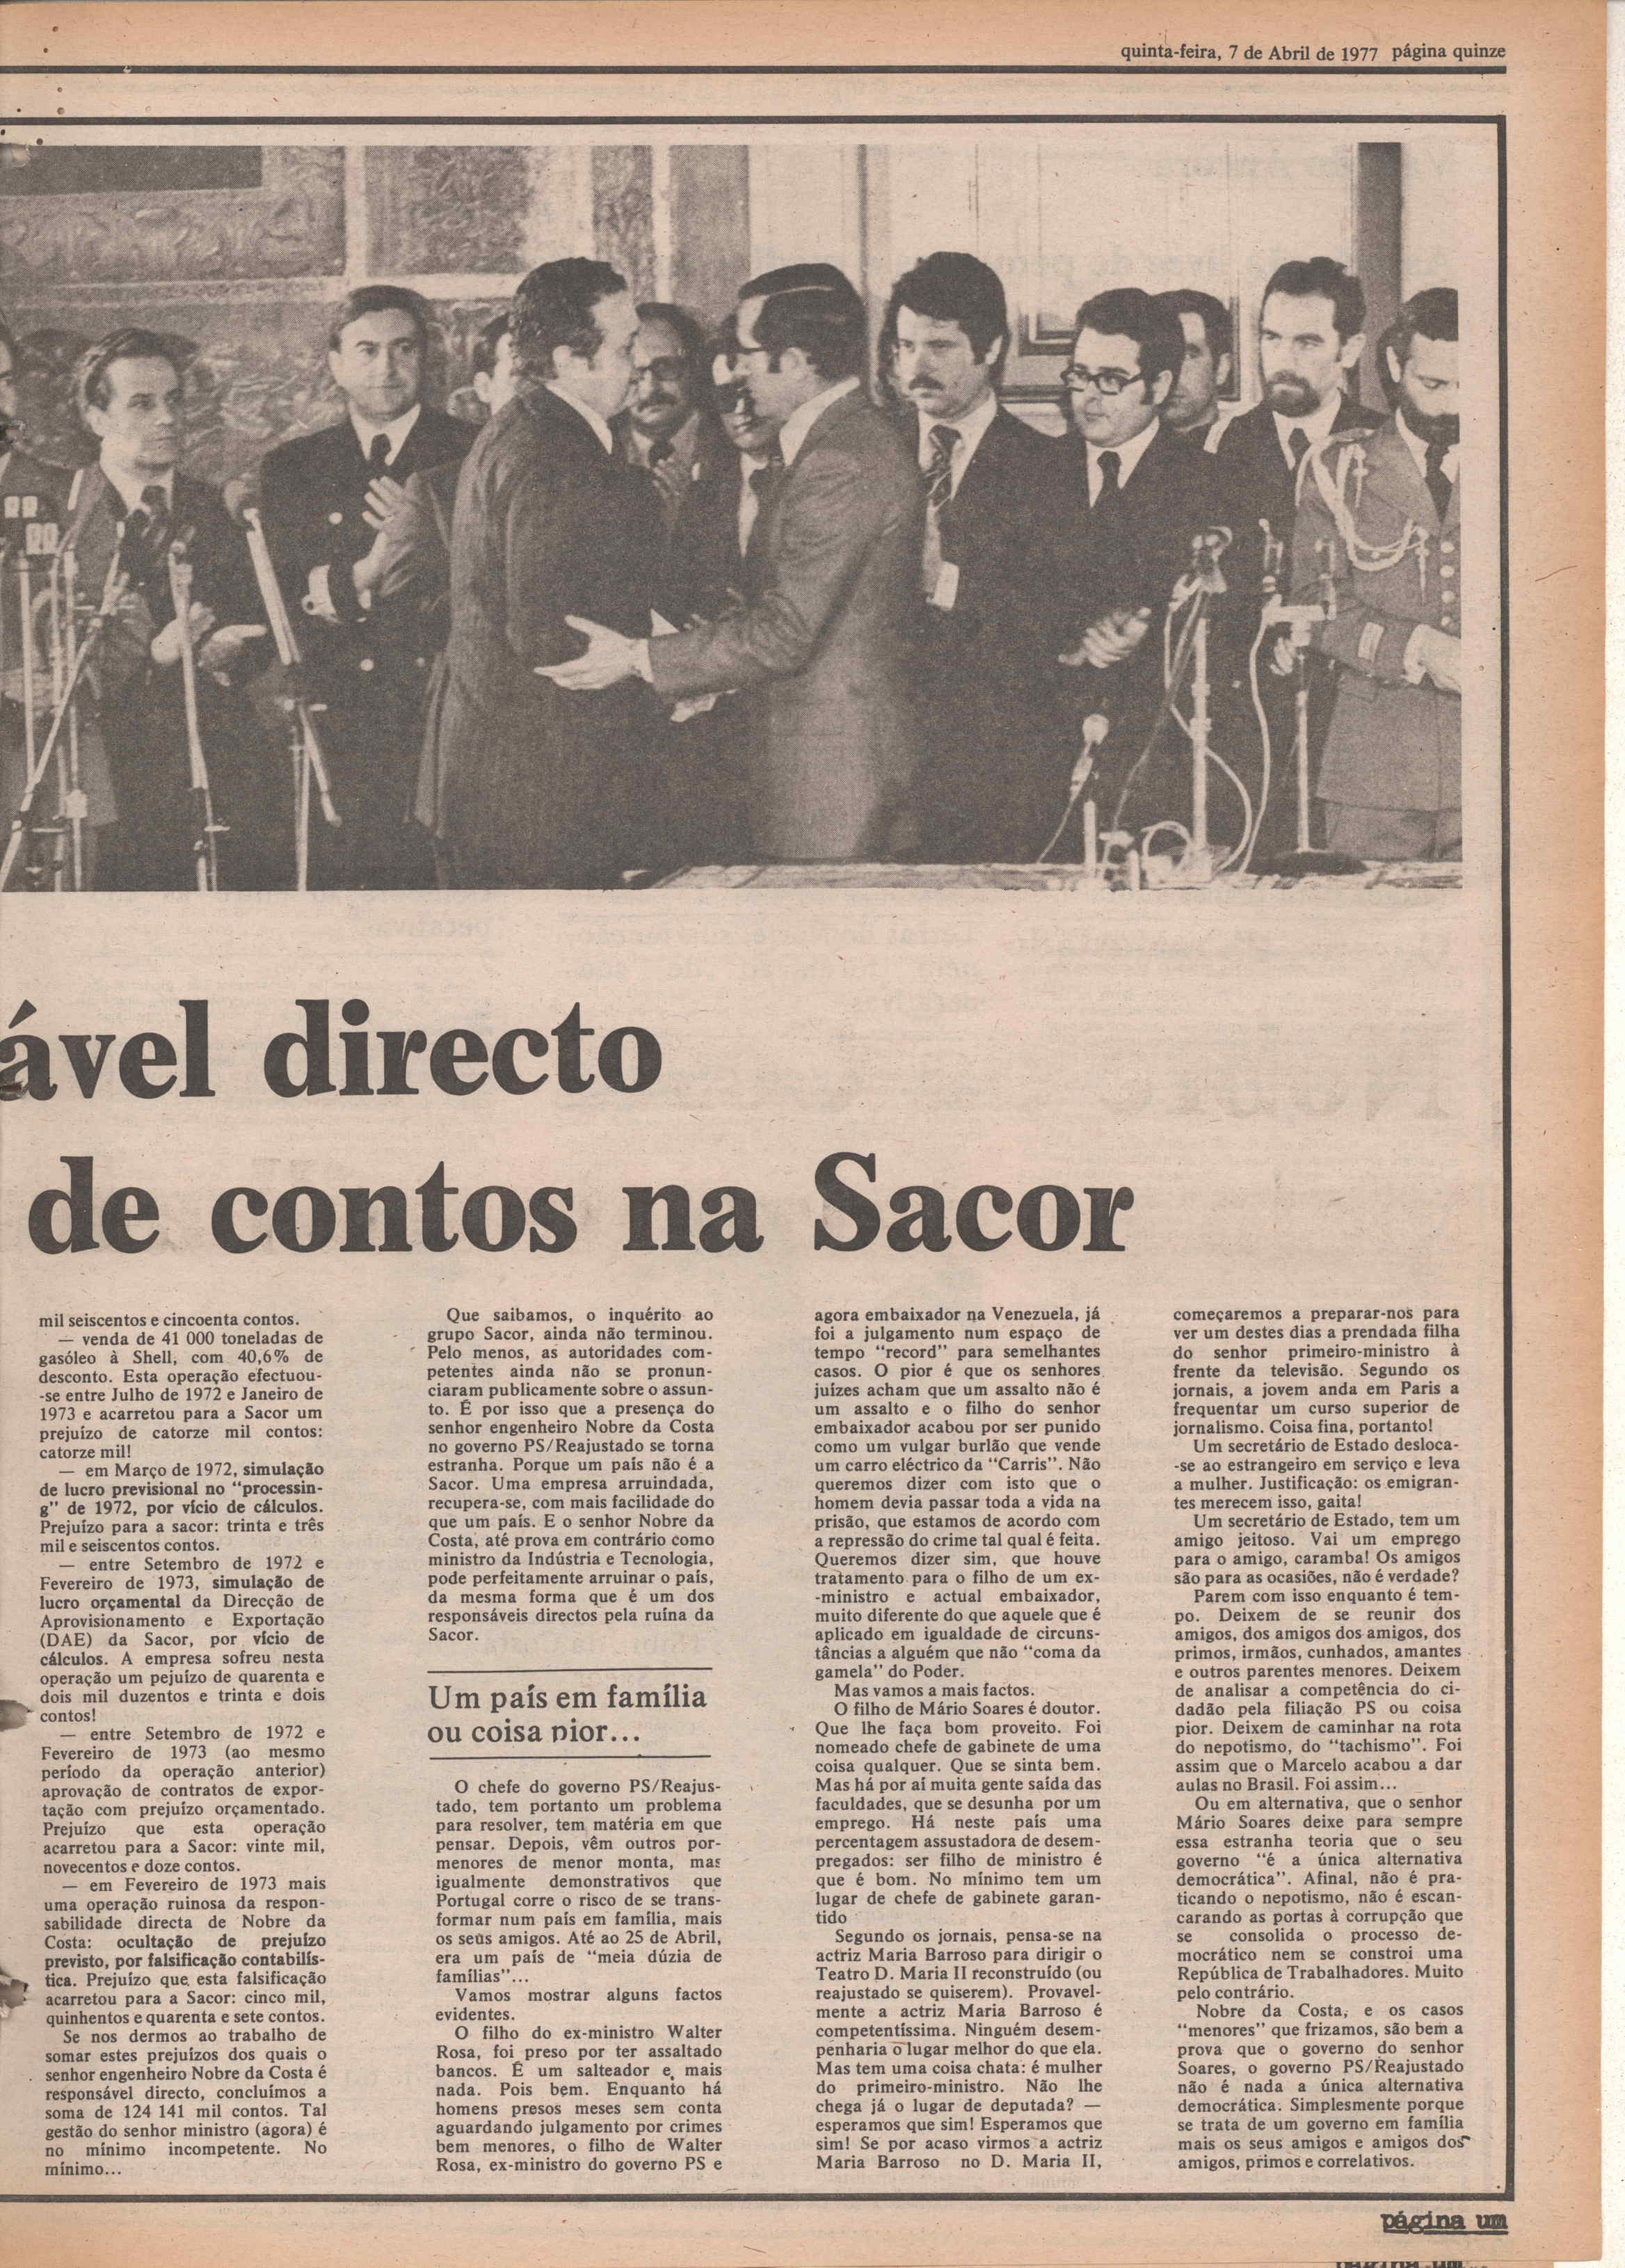 quinta-feira, 7 de Abril de 1977 página quinze
ável directo
de contos na Sacor
mil seiscentos e cincoenta contos.
— venda de 41 000 toneladas de
gasóleo à Shell, com 40,6% de
desconto. Esta operação efectuou-
-se entre Julho de 1972 e Janeiro de
1973 e acarretou para a Sacor um
prejuízo de catorze mil contos:
catorze mil!
— em Março de 1972, simulação
de lucro previsional no “processin-
g” de 1972, por vício de cálculos.
Prejuízo para a sacor: trinta e três
mil e seiscentos contos.
— entre Setembro de 1972 e
Fevereiro de 1973, simulação de
lucro orçamental da Direcção de
Aprovisionamento e Exportação
(DAE) da Sacor, por vício de
cálculos. A empresa sofreu nesta
operação um pejuízo de quarenta e
dois mil duzentos e trinta e dois
contos!
— entre Setembro de 1972 e
Fevereiro de 1973 (ao mesmo
período da operação anterior)
aprovação de contratos de expor-
tação com prejuízo orçamentado.
Prejuízo que esta operação
acarretou para a Sacor: vinte mil,
novecentos e doze contos.
— em Fevereiro de 1973 mais
uma operação ruinosa da respon-
sabilidade directa de Nobre da
Costa: ocultação de prejuízo
previsto, por falsificação contabilís-
tica. Prejuízo que esta falsificação
acarretou para a Sacor: cinco mil,
quinhentos e quarenta e sete contos.
Se nos dermos ao trabalho de
somar estes prejuízos dos quais o
senhor engenheiro Nobre da Costa é
responsável directo, concluímos a
soma de 124 141 mil contos. Tal
gestão do senhor ministro (agora) é
no mínimo incompetente. No
mínimo...
Que saibamos, o inquérito ao
grupo Sacor, ainda não terminou.
Pelo menos, as autoridades com-
petentes ainda não se pronun-
ciaram publicamente sobre o assun-
to. É por isso que a presença do
senhor engenheiro Nobre da Costa
no governo PS/Reajustado se torna
estranha. Porque um país não é a
Sacor. Uma empresa arruindada,
recupera-se, com mais facilidade do
que um país. E o senhor Nobre da
Costa, até prova em contrário como
ministro da Indústria e Tecnologia,
pode perfeitamente arruinar o país,
da mesma forma que é um dos
responsáveis directos pela ruína da
Sacor.
Um país em família
ou coisa pior...
O chefe do governo PS/Reajus-
tado, tem portanto um problema
para resolver, tem matéria em que
pensar. Depois, vêm outros por-
menores de menor monta, mas
igualmente demonstrativos que
Portugal corre o risco de se trans-
formar num país em família, mais
os seus amigos. Até ao 25 de Abril,
era um país de “meia dúzia de
famílias”...
Vamos mostrar alguns factos
evidentes.
O filho do ex-ministro Walter
Rosa, foi preso por ter assaltado
bancos. É um salteador e mais
nada. Pois bem. Enquanto há
homens presos meses sem conta
aguardando julgamento por crimes
bem menores, o filho de Walter
Rosa, ex-ministro do governo PS e
agora embaixador na Venezuela, já
foi a julgamento num espaço de
tempo “record” para semelhantes
casos. O pior é que os senhores
juízes acham que um assalto não é
um assalto e o filho do senhor
embaixador acabou por ser punido
como um vulgar burlão que vende
um carro eléctrico da “Carris”. Não
queremos dizer com isto que o
homem devia passar toda a vida na
prisão, que estamos de acordo com
a repressão do crime tal qual é feita.
Queremos dizer sim, que houve
tratamento para o filho de um ex-
-ministro e actual embaixador,
muito diferente do que aquele que é
aplicado em igualdade de circuns-
tâncias a alguém que não “coma da
gamela” do Poder.
Mas vamos a mais factos.
O filho de Mário Soares é doutor.
Que lhe faça bom proveito. Foi
nomeado chefe de gabinete de uma
coisa qualquer. Que se sinta bem.
Mas há por aí muita gente saída das
faculdades, que se desunha por um
emprego. Há neste país uma
percentagem assustadora de desem-
pregados: ser filho de ministro é
que é bom. No mínimo tem um
lugar de chefe de gabinete garan-
tido
Segundo os jornais, pensa-se na
actriz Maria Barroso para dirigir o
Teatro D. Maria II reconstruído (ou
reajustado se quiserem). Provavel-
mente a actriz Maria Barroso é
competentíssima. Ninguém desem-
penharia o lugar melhor do que ela.
Mas tem uma coisa chata: é mulher
do primeiro-ministro. Não lhe
chega já o lugar de deputada? —
esperamos que sim! Esperamos que
sim! Se por acaso virmos a actriz
Maria Barroso no D. Maria II,
começaremos a preparar-nos para
ver um destes dias a prendada filha
do senhor primeiro-ministro à
frente da televisão. Segundo os
jornais, a jovem anda em Paris a
frequentar um curso superior de
jornalismo. Coisa fina, portanto!
Um secretário de Estado desloca-
-se ao estrangeiro em serviço e leva
a mulher. Justificação: os emigran-
tes merecem isso, gaita!
Um secretário de Estado, tem um
amigo jeitoso. Vai um emprego
para o amigo, caramba! Os amigos
são para as ocasiões, não é verdade?
Parem com isso enquanto é tem-
po. Deixem de se reunir dos
amigos, dos amigos dos amigos, dos
primos, irmãos, cunhados, amantes
e outros parentes menores. Deixem
de analisar a competência do ci-
dadão pela filiação PS ou coisa
pior. Deixem de caminhar na rota
do nepotismo, do “tachismo”. Foi
assim que o Marcelo acabou a dar
aulas no Brasil. Foi assim...
Ou em alternativa, que o senhor
Mário Soares deixe para sempre
essa estranha teoria que o seu
governo “é a única alternativa
democrática”. Afinal, não é pra-
ticando o nepotismo, não é escan-
carando as portas à corrupção que
se consolida o processo de-
mocrático nem se constroi uma
República de Trabalhadores. Muito
pelo contrário.
Nobre da Costa, e os casos
“menores” que frizamos, são bem a
prova que o governo do senhor
Soares, o governo PS/Reajustado
não é nada a única alternativa
democrática. Simplesmente porque
se trata de um governo em família
mais os seus amigos e amigos dos
amigos, primos e correlativos.
página um